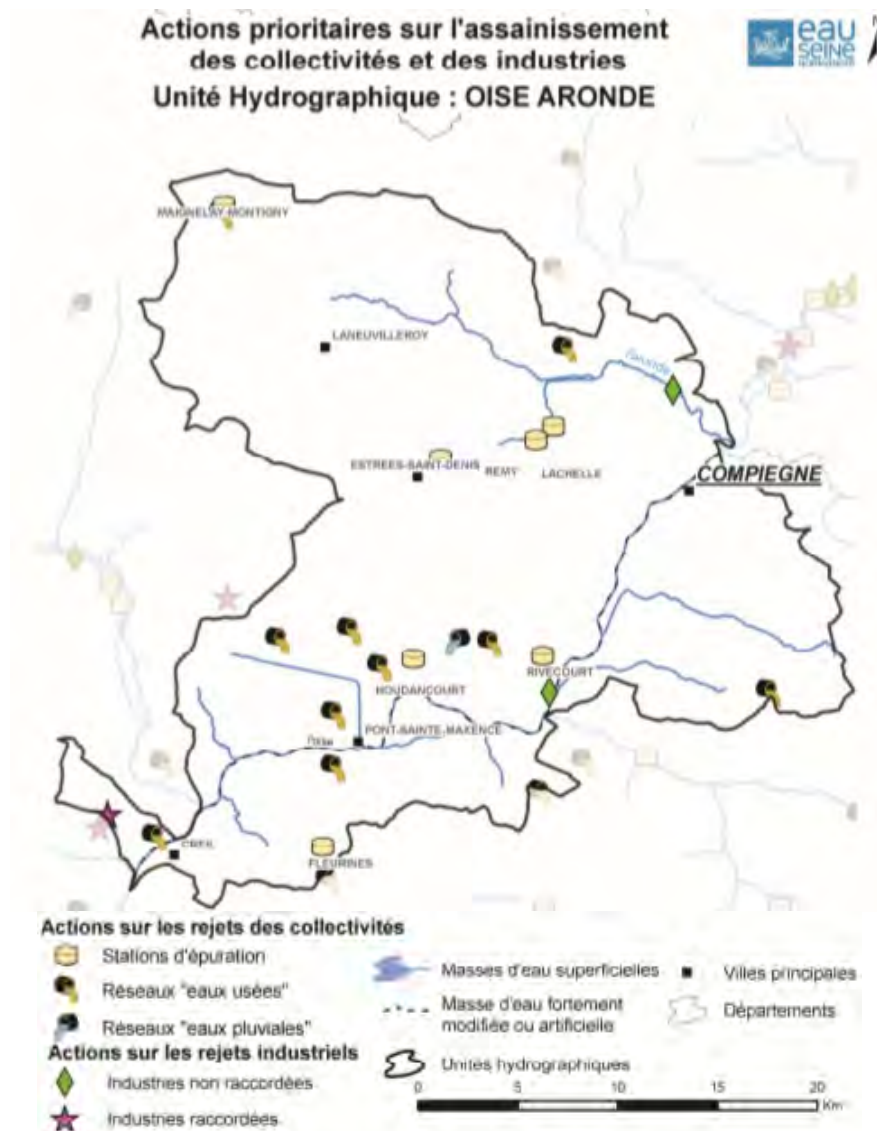 Actions prioritaires sur l'assainissement
des collectivités et des industries
Unité Hydrographique : OISE ARONDE
eau
SEINE
MAIGNELAY-MONTIGNY
LANEUVILLEROY
l'aronde
ESTREES-SAINT-DENIS
REMY
LACHELLE
COMPIEGNE
RIVECOURT
HOUDANCOURT
PONT-SAINTE-MAXENCE
l'oise
CREIL
FLEURINES
Actions sur les rejets des collectivités
Stations d'épuration
Réseaux "eaux usées"
Réseaux "eaux pluviales"
Actions sur les rejets industriels
Industries non raccordées
Industries raccordées
Masses d'eau superficielles
Masse d'eau fortement
modifiée ou artificielle
Unités hydrographiques
Villes principales
Départements
0 5 10 15 20
Km